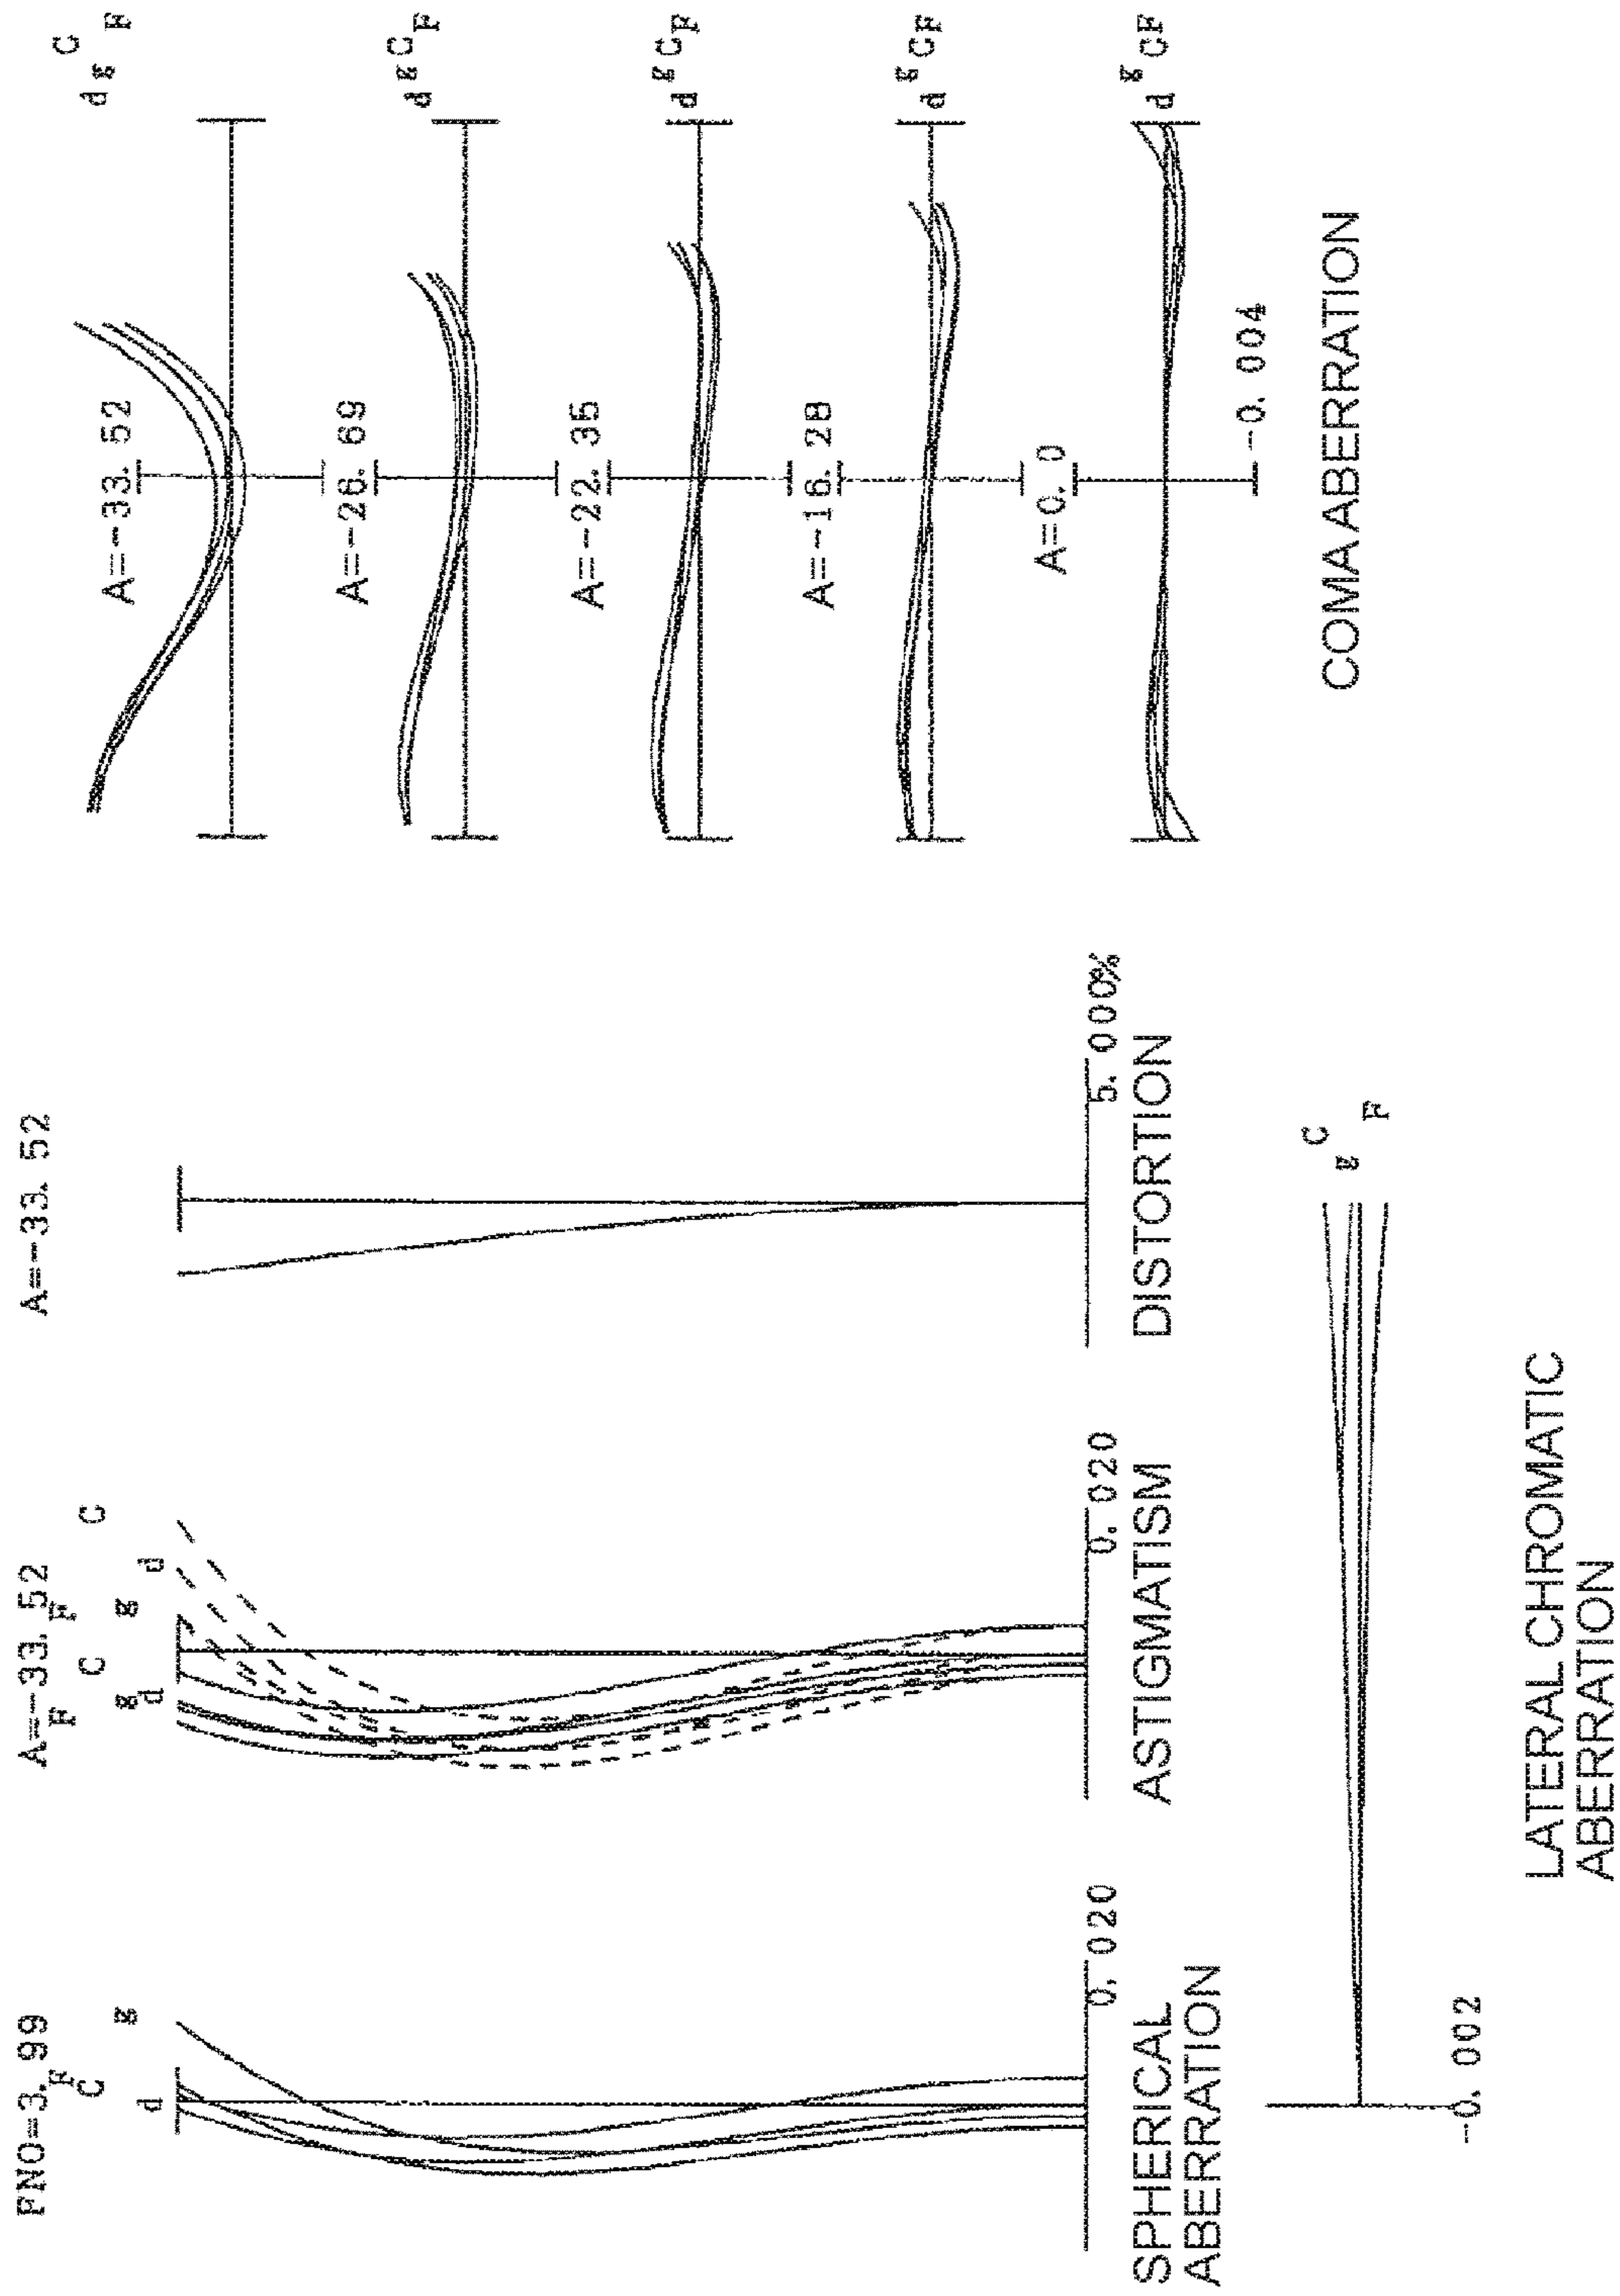 FNO=3.99
F
C
d
g
0.020
SPHERICAL
ABERRATION
A=-33.52
F
g
d
C
F
g
d
C
0.020
ASTIGMATISM
A=-33.52
5.000%
DISTORTION
C
g
F
-0.002
LATERAL CHROMATIC
ABERRATION
A=-33.52
d g C F
A=-26.69
d g C F
A=-22.35
d g C F
A=-16.28
d g C F
A=0.0
d g C F
-0.004
COMA ABERRATION